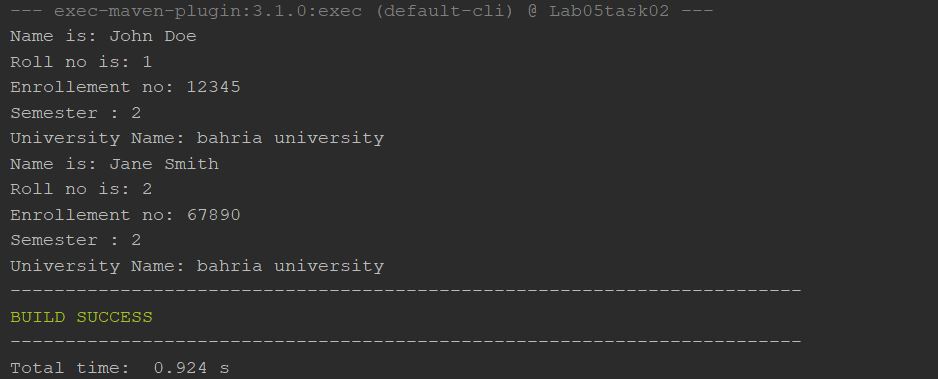 --- exec-maven-plugin:3.1.0:exec (default-cli) @ Lab05task02 ---
Name is: John Doe
Roll no is: 1
Enrollement no: 12345
Semester : 2
University Name: bahria university
Name is: Jane Smith
Roll no is: 2
Enrollement no: 67890
Semester : 2
University Name: bahria university
------------------------------------------------------------------------
BUILD SUCCESS
------------------------------------------------------------------------
Total time:  0.924 s